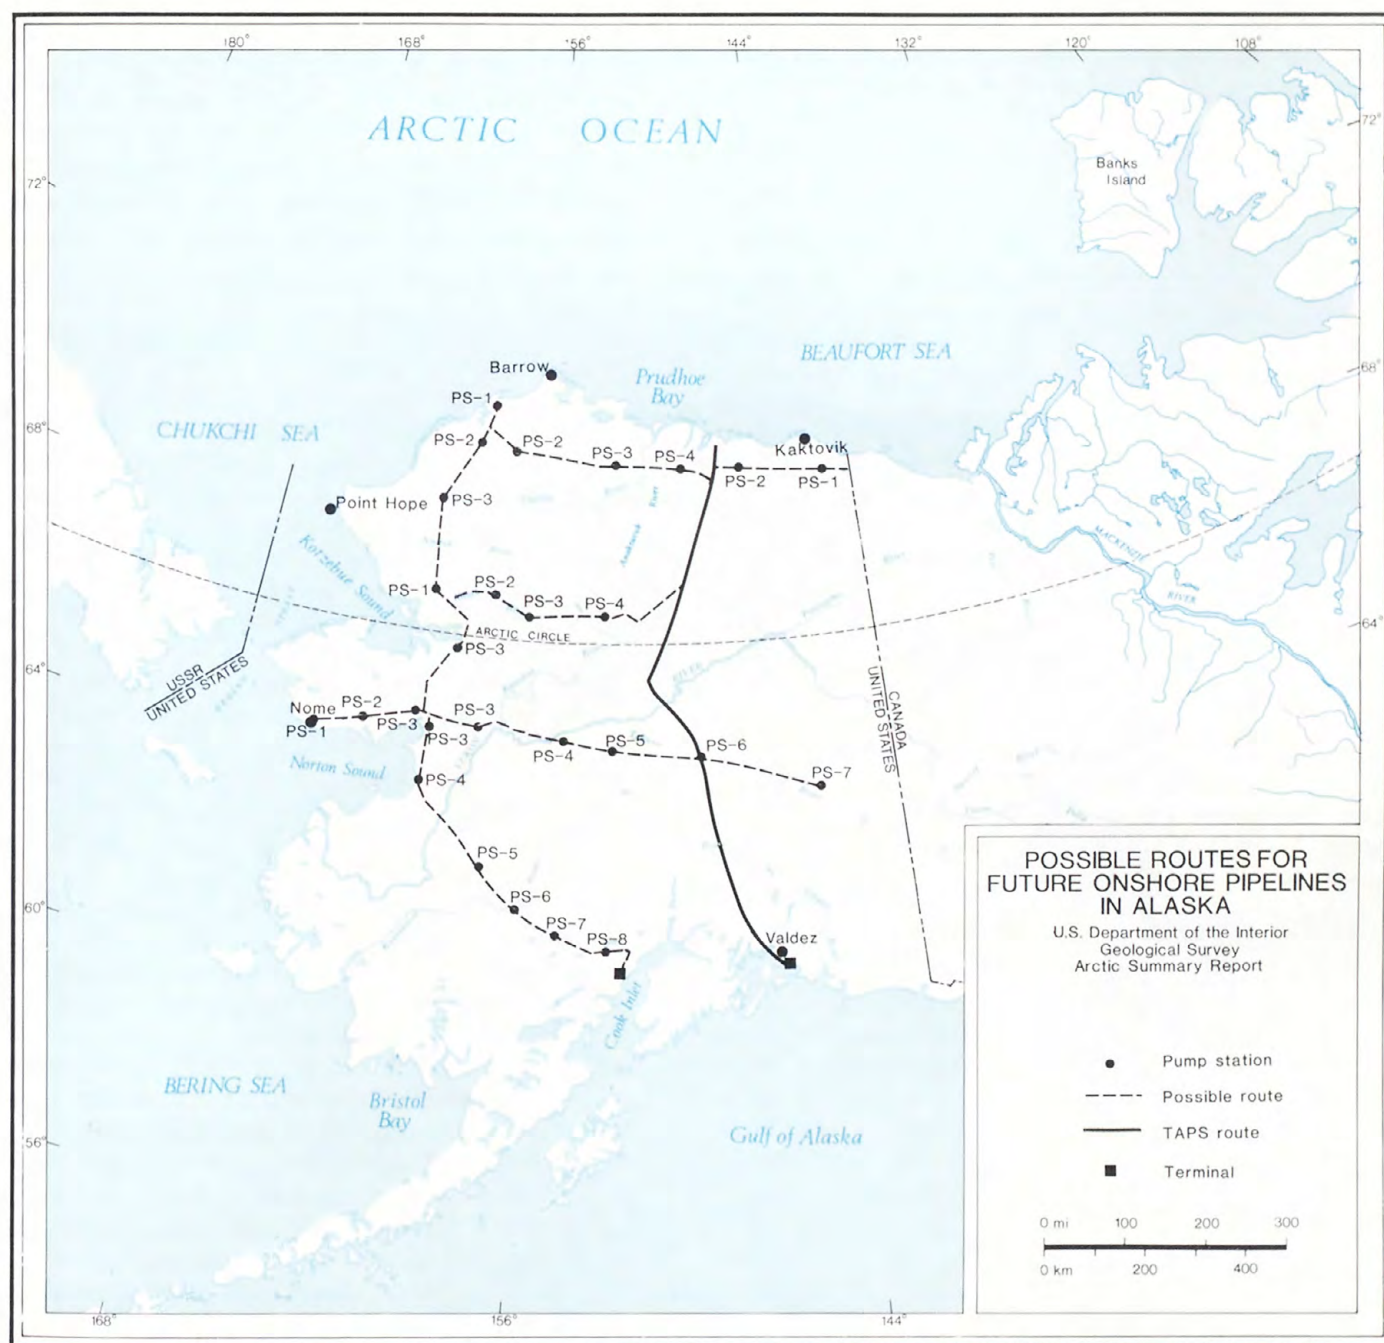 180° 168° 156° 144° 132° 120° 108°
ARCTIC OCEAN
72°
Banks
Island
72°
BEAUFORT SEA
Barrow
Prudhoe
Bay
68°
PS-1
68°
CHUKCHI SEA
PS-2
PS-2
PS-3
PS-4
Kaktovik
PS-2
PS-1
PS-3
Point Hope
Kotzebue Sound
River
MACKENZIE
RIVER
PS-1
PS-2
PS-3
PS-4
ARCTIC CIRCLE
64°
PS-3
64°
USSR
UNITED STATES
RIVER
CANADA
UNITED STATES
Nome
PS-1
PS-2
PS-3
PS-3
PS-3
PS-4
PS-5
PS-6
PS-7
Norton Sound
PS-4
PS-5
PS-6
PS-7
PS-8
60°
Valdez
Cook Inlet
BERING SEA
Bristol
Bay
Gulf of Alaska
56°
168° 156° 144°
POSSIBLE ROUTES FOR
FUTURE ONSHORE PIPELINES
IN ALASKA
U.S. Department of the Interior
Geological Survey
Arctic Summary Report
Pump station
Possible route
TAPS route
Terminal
0 mi 100 200 300
0 km 200 400